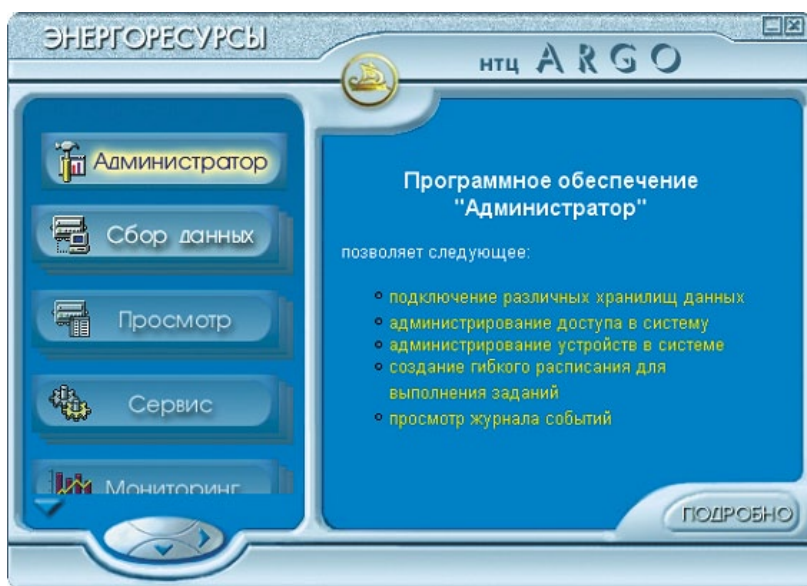 ЭНЕРГОРЕСУРСЫ
НТЦ ARGO
Администратор
Сбор данных
Просмотр
Сервис
Мониторинг
Программное обеспечение
"Администратор"
позволяет следующее:
подключение различных хранилищ данных
администрирование доступа в систему
администрирование устройств в системе
создание гибкого расписания для
выполнения заданий
просмотр журнала событий
ПОДРОБНО